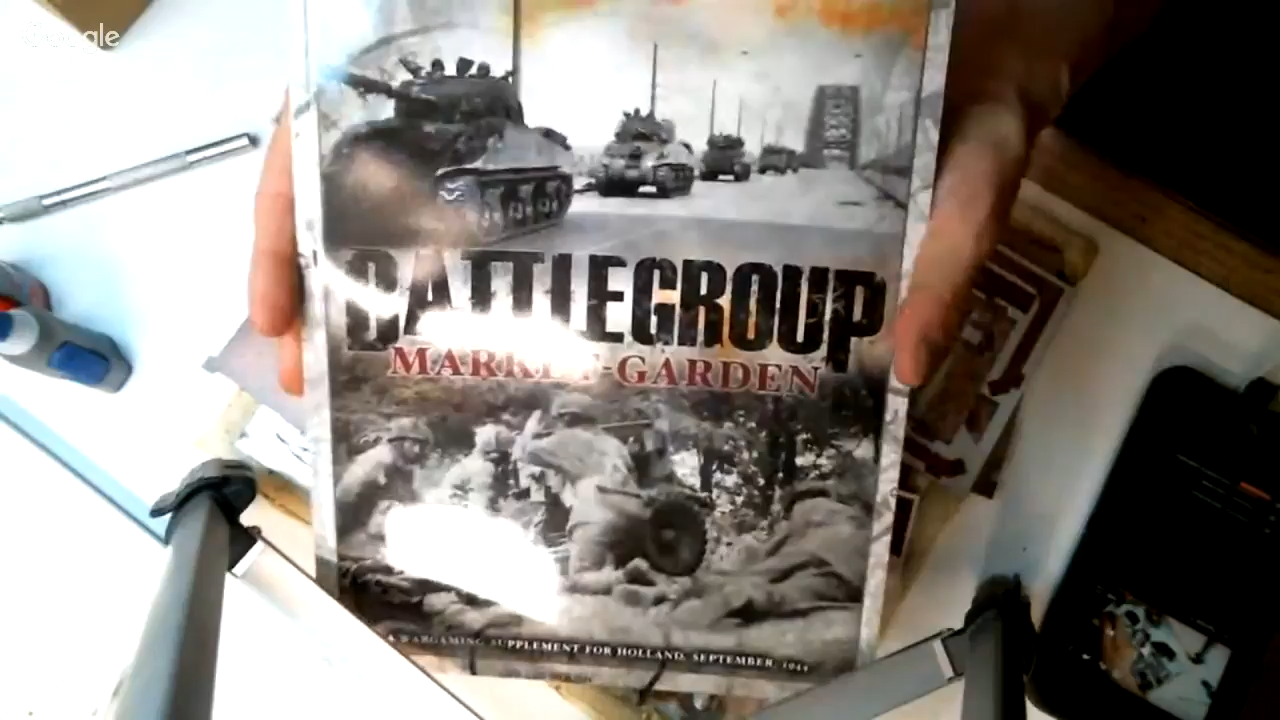 Google
BATTLEGROUP
MARKET-GARDEN
A WARGAMING SUPPLEMENT FOR HOLLAND, SEPTEMBER, 1944